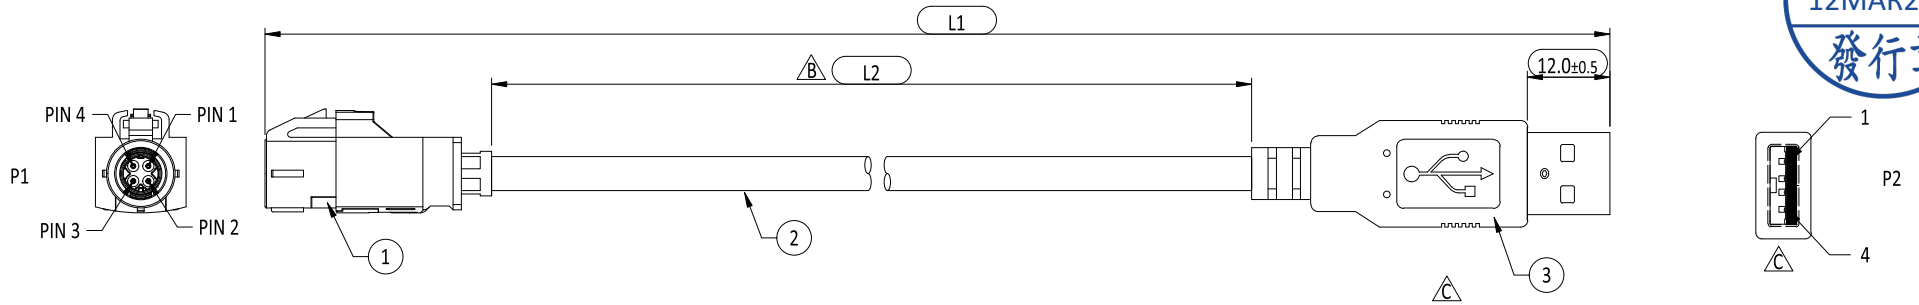 L1
12MAR2
發行
B
L2
12.0±0.5
PIN 4
PIN 1
1
P1
P2
PIN 3
PIN 2
1
2
3
4
C
C